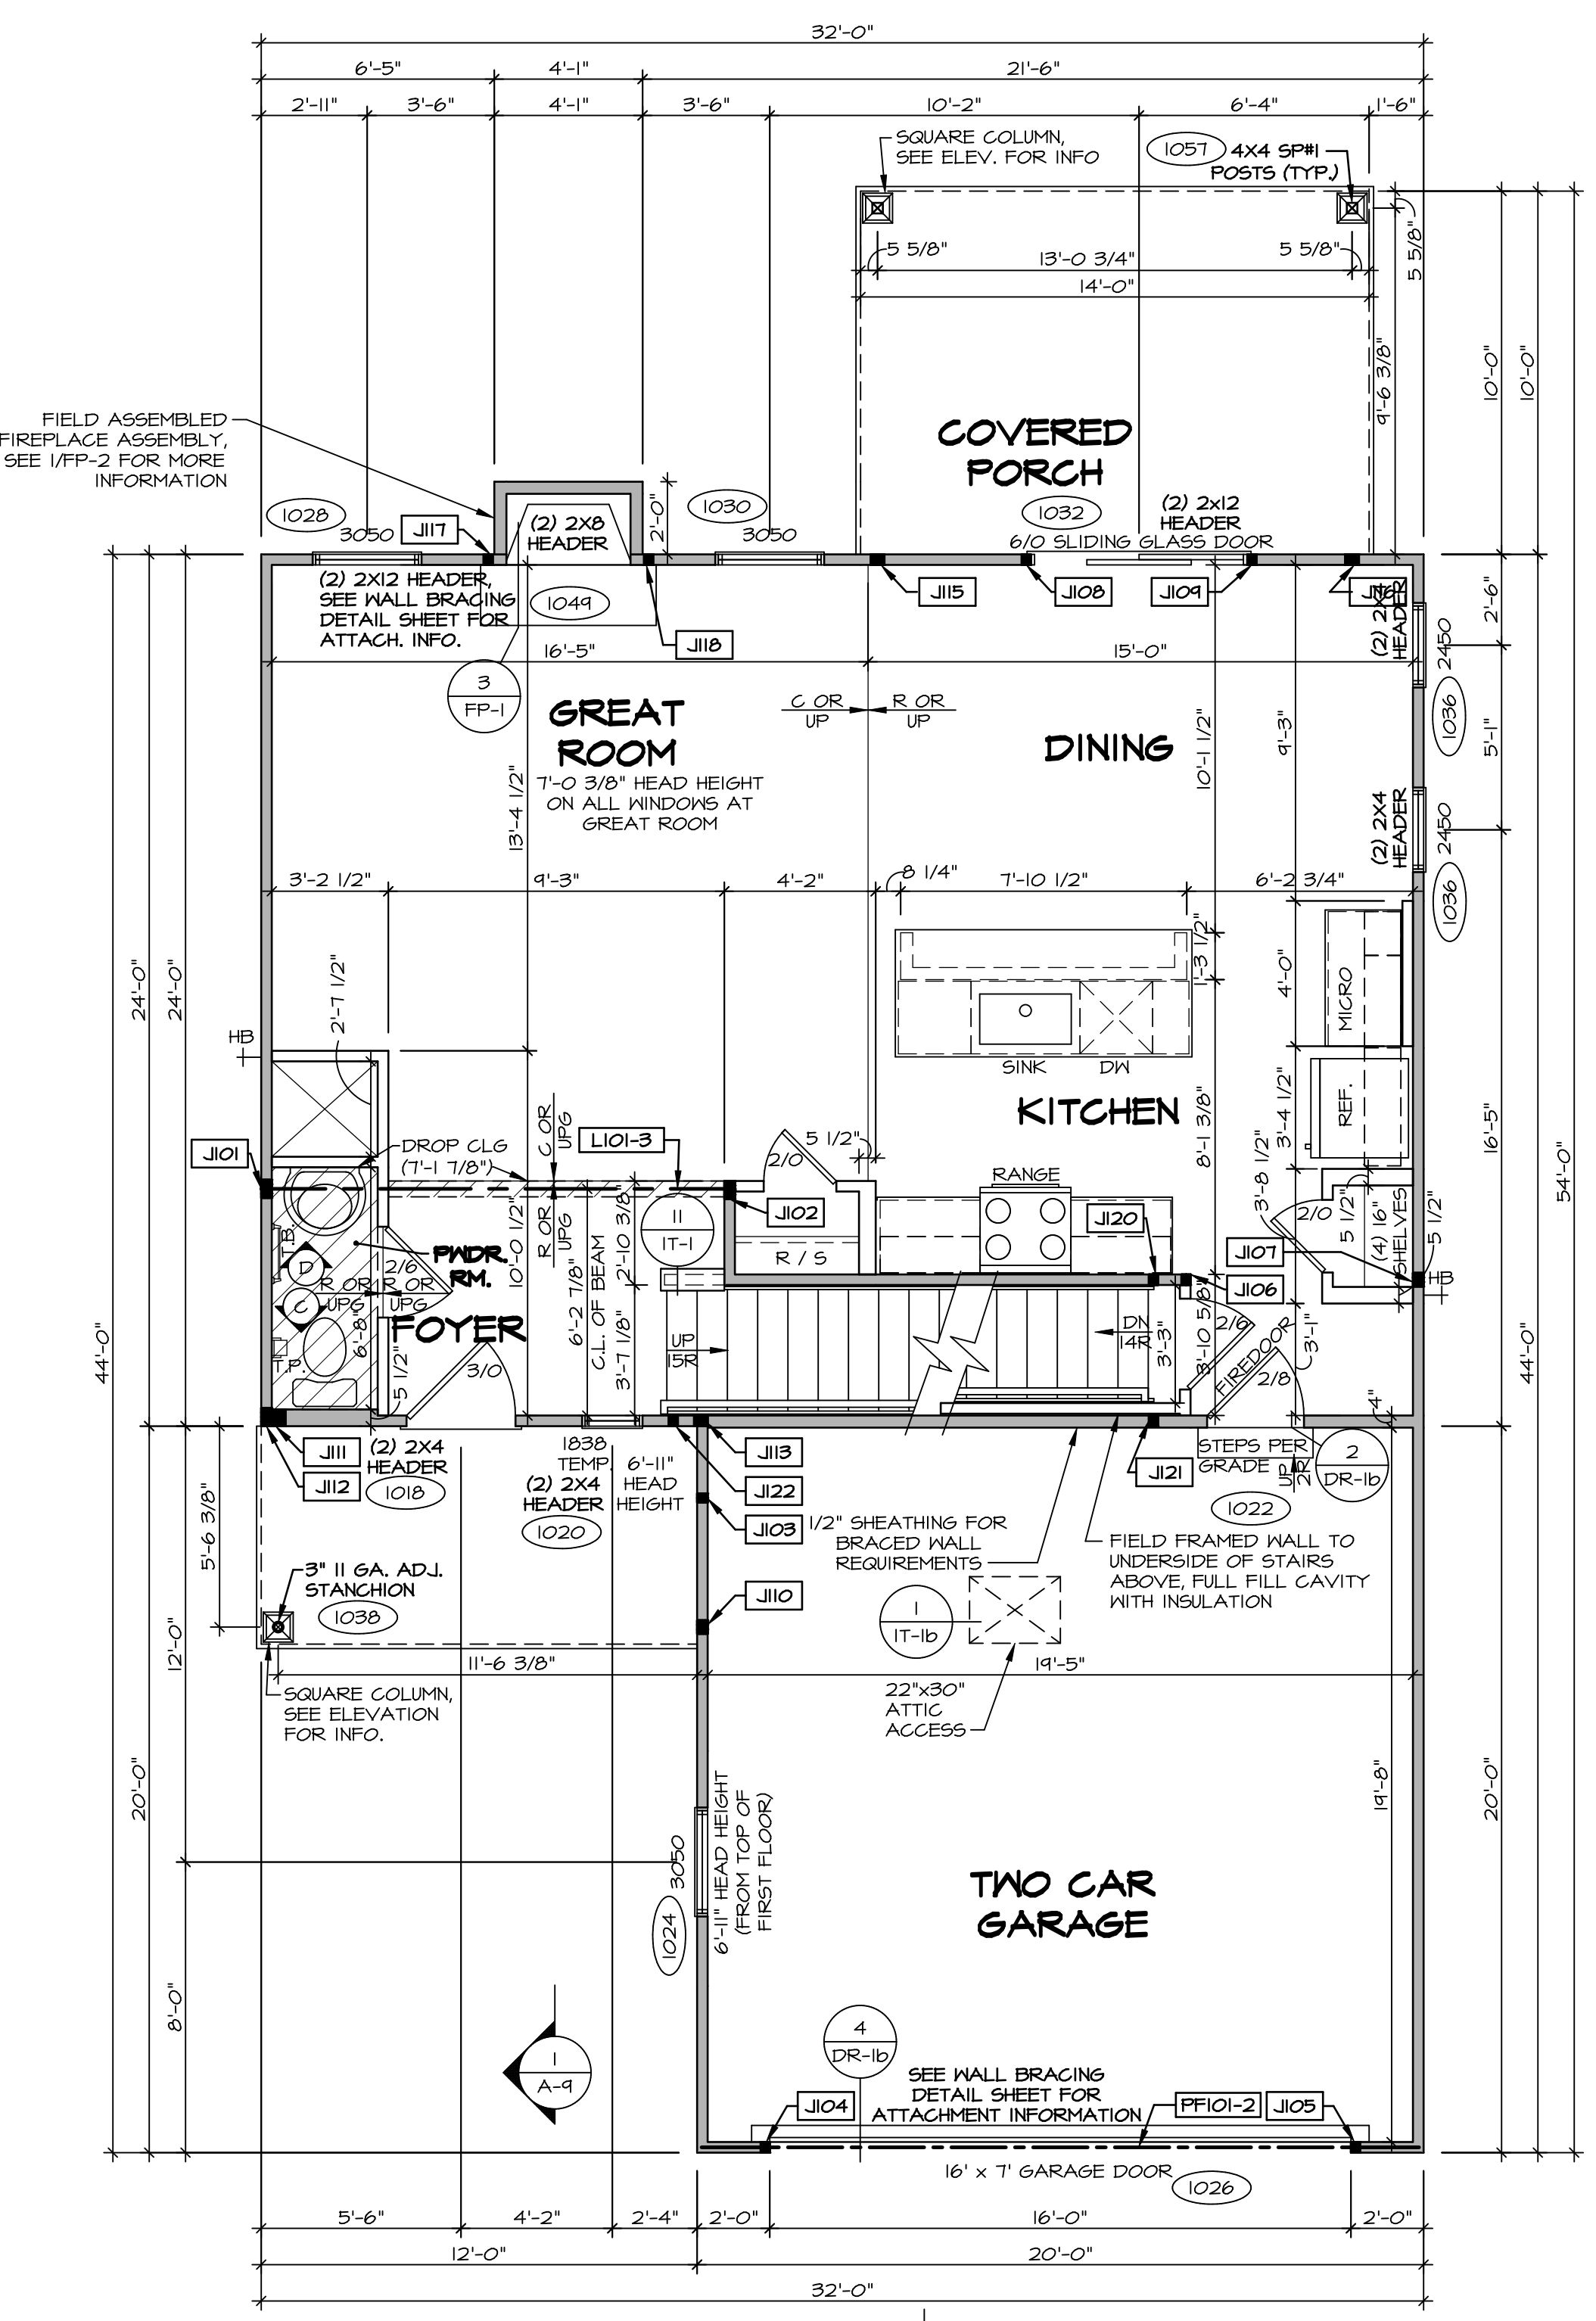 32'-0"
6'-5" 4'-1" 21'-6"
2'-11" 3'-6" 4'-1" 3'-6" 10'-2" 6'-4" 1'-6"
SQUARE COLUMN,
SEE ELEV. FOR INFO
1057
4X4 SP#1
POSTS (TYP.)
5 5/8"
13'-0 3/4"
5 5/8"
5 5/8"
14'-0"
9'-6 3/8"
10'-0"
10'-0"
FIELD ASSEMBLED
FIREPLACE ASSEMBLY,
SEE 1/FP-2 FOR MORE
INFORMATION
COVERED
PORCH
1028
3050
J117
(2) 2X8
HEADER
2'-0"
1030
3050
1032
(2) 2x12
HEADER
6/0 SLIDING GLASS DOOR
(2) 2X12 HEADER,
SEE WALL BRACING
DETAIL SHEET FOR
ATTACH. INFO.
1049
J118
J115
J108
J109
(2) 2X4
HEADER
2450
1036
2'-6"
16'-5"
15'-0"
3
FP-1
GREAT
ROOM
7'-0 3/8" HEAD HEIGHT
ON ALL WINDOWS AT
GREAT ROOM
C OR
UP
R OR
UP
DINING
10'-1 1/2"
9'-3"
5'-1"
13'-4 1/2"
(2) 2X4
HEADER
2450
1036
3'-2 1/2" 9'-3" 4'-2" 8 1/4" 7'-10 1/2" 6'-2 3/4"
1'-3 1/2"
24'-0"
24'-0"
2'-7 1/2"
HB
4'-0"
MICRO
SINK
DW
KITCHEN
REF.
3'-4 1/2"
8'-1 3/8"
16'-5"
54'-0"
J101
DROP CLG
(7'-1 7/8")
C OR
UPG
R OR
UPG
L101-3
5 1/2"
2/0
RANGE
J102
R / S
11
IT-1
J120
3'-8 1/2"
2/0
5 1/2"
(4) 16"
SHELVES
5 1/2"
J107
J106
HB
T.B.
D
C
T.P.
PWDR.
RM.
2/6
R OR
UPG
R OR
UPG
10'-0 1/2"
6'-2 7/8"
C.L. OF BEAM
2'-10 3/8"
3'-7 1/8"
FOYER
6'-8"
5 1/2"
3/0
UP
15R
DN
14R
3'-3"
3'-10 5/8"
2/6
FIREDOOR
2/8
3'-1"
4"
44'-0"
44'-0"
J111
J112
(2) 2X4
HEADER
1018
1838
TEMP.
(2) 2X4
HEADER
1020
6'-11"
HEAD
HEIGHT
J113
J122
J103
J110
J121
STEPS PER
GRADE
UP
2R
2
DR-1b
1022
1/2" SHEATHING FOR
BRACED WALL
REQUIREMENTS
FIELD FRAMED WALL TO
UNDERSIDE OF STAIRS
ABOVE, FULL FILL CAVITY
WITH INSULATION
5'-6 3/8"
3" 11 GA. ADJ.
STANCHION
1038
1
IT-1b
12'-0"
11'-6 3/8"
19'-5"
SQUARE COLUMN,
SEE ELEVATION
FOR INFO.
22"x30"
ATTIC
ACCESS
20'-0"
20'-0"
19'-8"
3050
1024
6'-11" HEAD HEIGHT
(FROM TOP OF
FIRST FLOOR)
TWO CAR
GARAGE
8'-0"
1
A-9
4
DR-1b
SEE WALL BRACING
DETAIL SHEET FOR
ATTACHMENT INFORMATION
J104
PF101-2
J105
16' x 7' GARAGE DOOR
1026
5'-6" 4'-2" 2'-4" 2'-0" 16'-0" 2'-0"
12'-0" 20'-0"
32'-0"